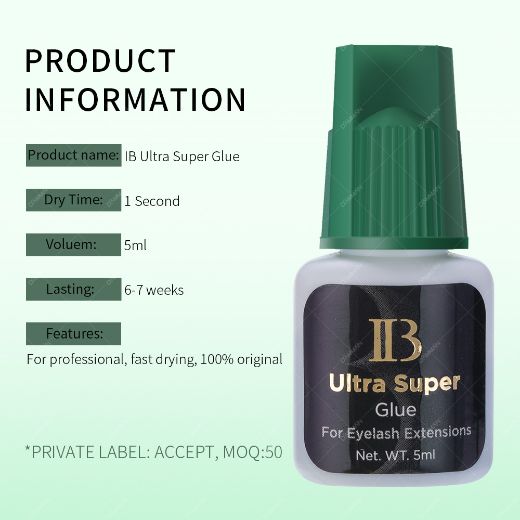 PRODUCT
INFORMATION
Product name: IB Ultra Super Glue
Dry Time: 1 Second
Voluem: 5ml
Lasting: 6-7 weeks
Features:
For professional, fast drying, 100% original
*PRIVATE LABEL: ACCEPT, MOQ:50
IB
Ultra Super
Glue
For Eyelash Extensions
Net. WT. 5ml